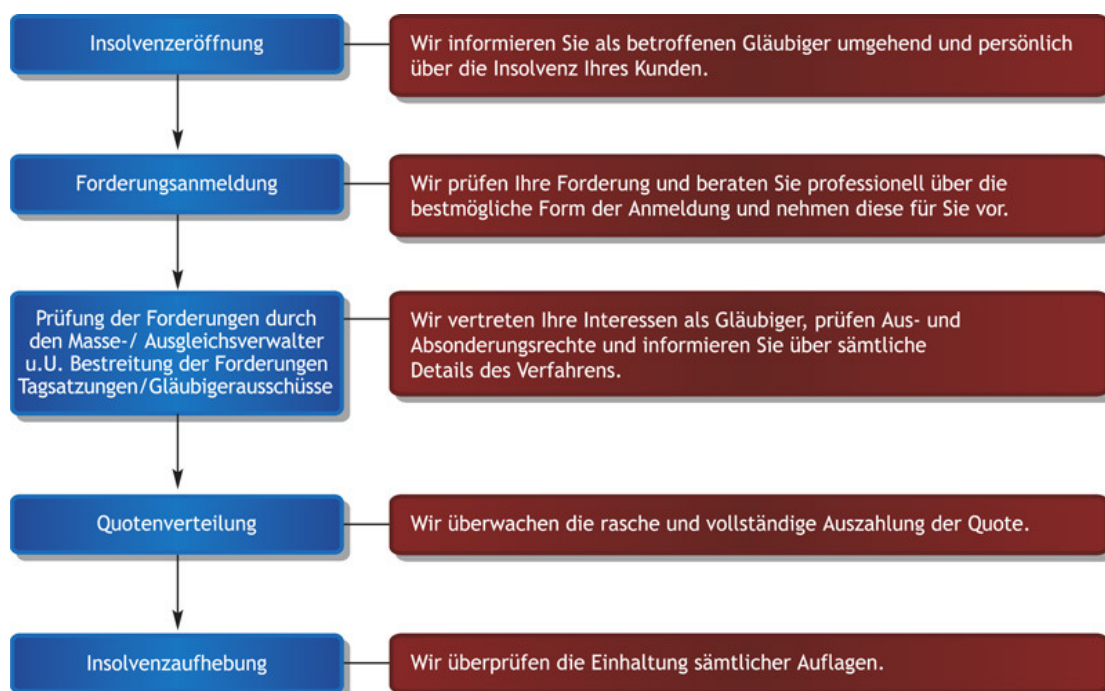 Insolvenzeröffnung
Wir informieren Sie als betroffenen Gläubiger umgehend und persönlich
über die Insolvenz Ihres Kunden.
Forderungsanmeldung
Wir prüfen Ihre Forderung und beraten Sie professionell über die
bestmögliche Form der Anmeldung und nehmen diese für Sie vor.
Prüfung der Forderungen durch
den Masse-/ Ausgleichsverwalter
u.U. Bestreitung der Forderungen
Tagsatzungen/Gläubigerausschüsse
Wir vertreten Ihre Interessen als Gläubiger, prüfen Aus- und
Absonderungsrechte und informieren Sie über sämtliche
Details des Verfahrens.
Quotenverteilung
Wir überwachen die rasche und vollständige Auszahlung der Quote.
Insolvenzaufhebung
Wir überprüfen die Einhaltung sämtlicher Auflagen.